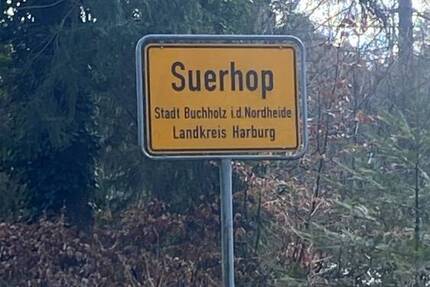 Suerhop
Stadt Buchholz i.d.Nordheide
Landkreis Harburg